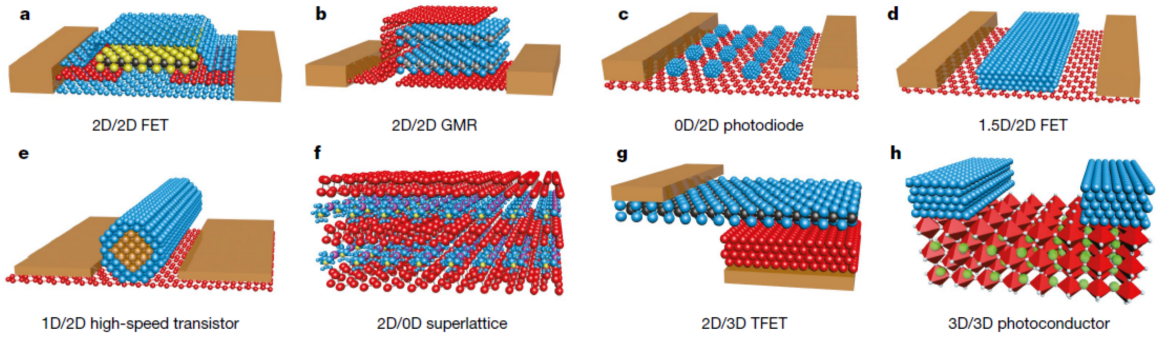 a
2D/2D FET
b
2D/2D GMR
c
0D/2D photodiode
d
1.5D/2D FET
e
1D/2D high-speed transistor
f
2D/0D superlattice
g
2D/3D TFET
h
3D/3D photoconductor